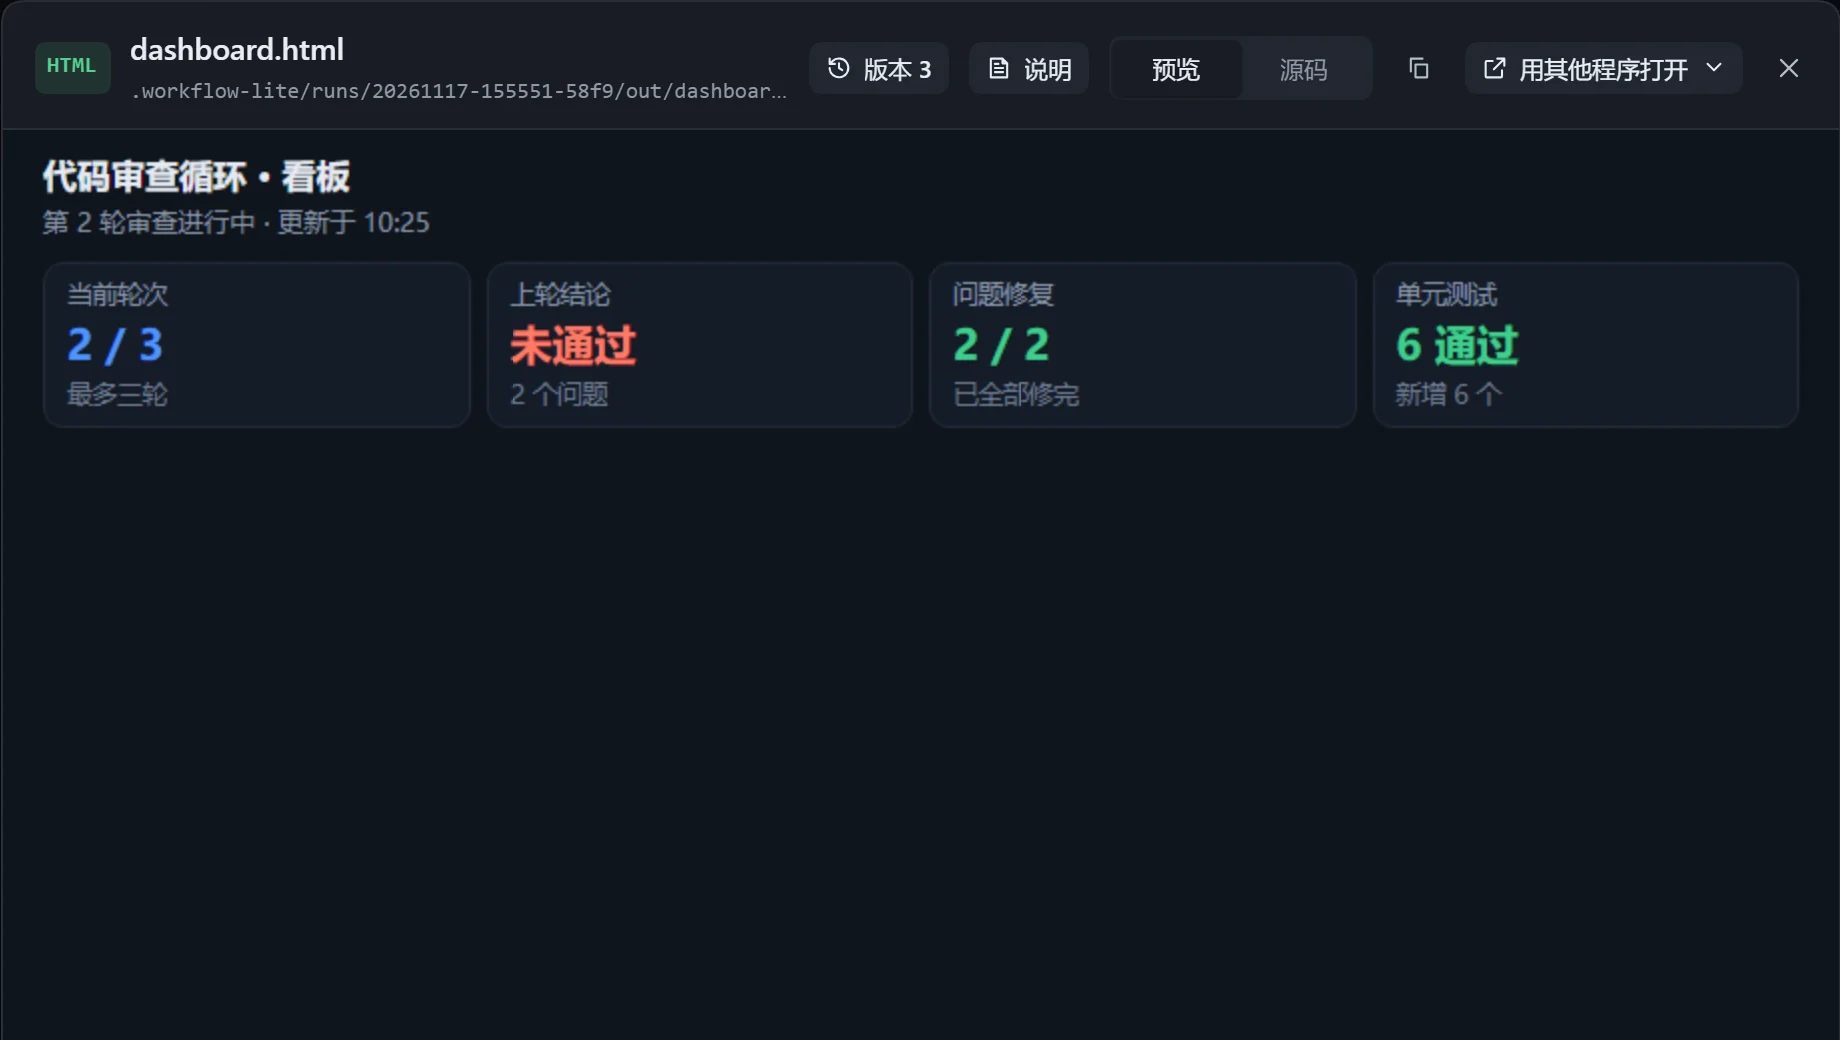 HTML
dashboard.html
.workflow-lite/runs/20261117-155551-58f9/out/dashboar...
版本 3
说明
预览
源码
用其他程序打开
代码审查循环 · 看板
第 2 轮审查进行中 · 更新于 10:25
当前轮次
2 / 3
最多三轮
上轮结论
未通过
2 个问题
问题修复
2 / 2
已全部修完
单元测试
6 通过
新增 6 个